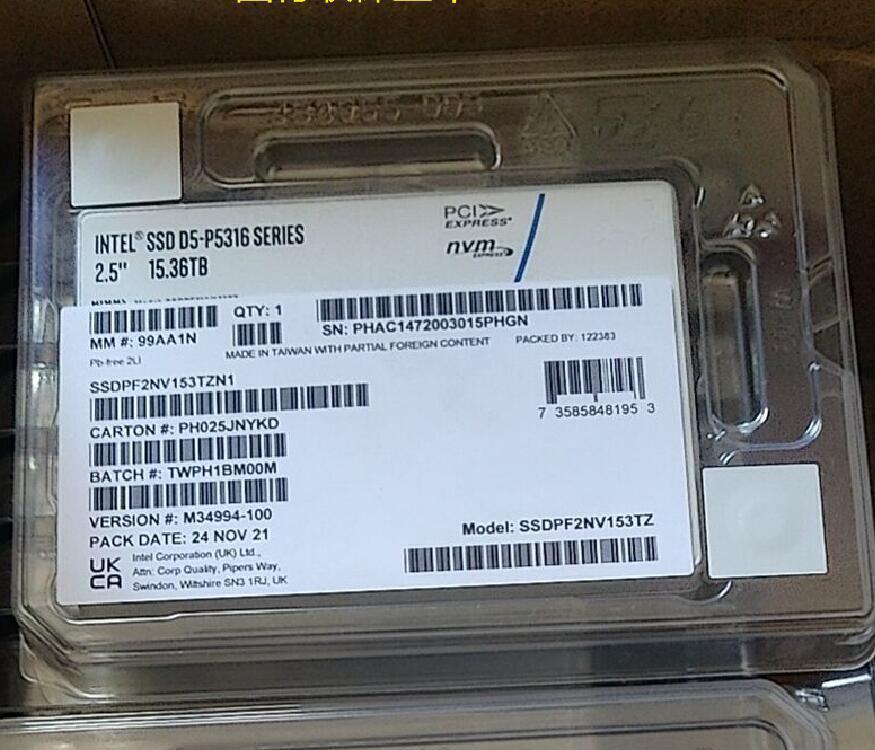 INTEL® SSD D5-P5316 SERIES
2.5" 15.36TB
PCI
EXPRESS®
nvm
EXPRESS
MM #: 99AA1N
QTY: 1
SN: PHAC1472003015PHGN
Pb-free 2LI
MADE IN TAIWAN WITH PARTIAL FOREIGN CONTENT
PACKED BY: 122383
SSDPF2NV153TZN1
7 3585848195 3
CARTON #: PH025JNYKD
BATCH #: TWPH1BM00M
VERSION #: M34994-100
PACK DATE: 24 NOV 21
Model: SSDPF2NV153TZ
UK
CA
Intel Corporation (UK) Ltd.,
Attn: Corp Quality, Pipers Way,
Swindon, Wiltshire SN3 1RJ, UK